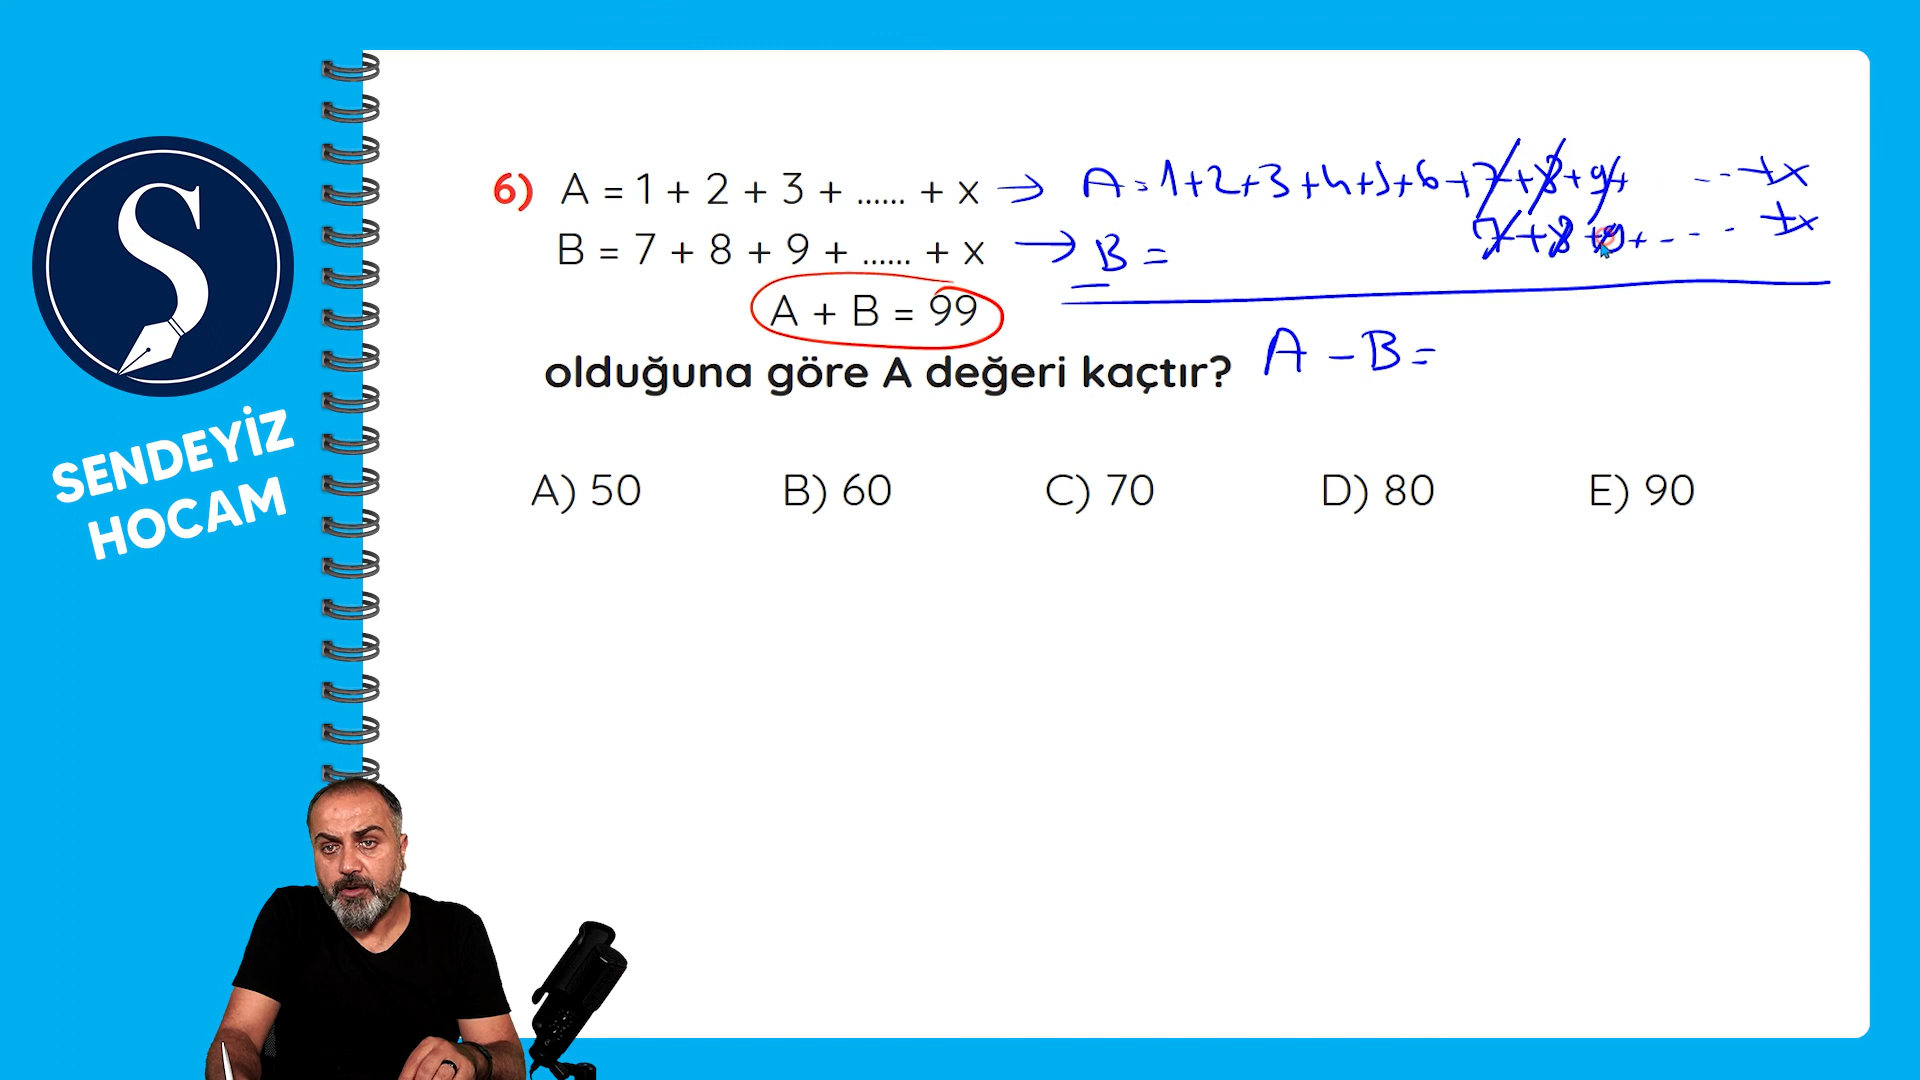 S
SENDEYİZ
HOCAM
6) A = 1 + 2 + 3 + ...... + x → A = 1+2+3+4+5+6+7+8+9+ ...+x
B = 7 + 8 + 9 + ...... + x → B = 7+8+9+ .... +x
A + B = 99
olduğuna göre A değeri kaçtır? A - B =
A) 50 B) 60 C) 70 D) 80 E) 90